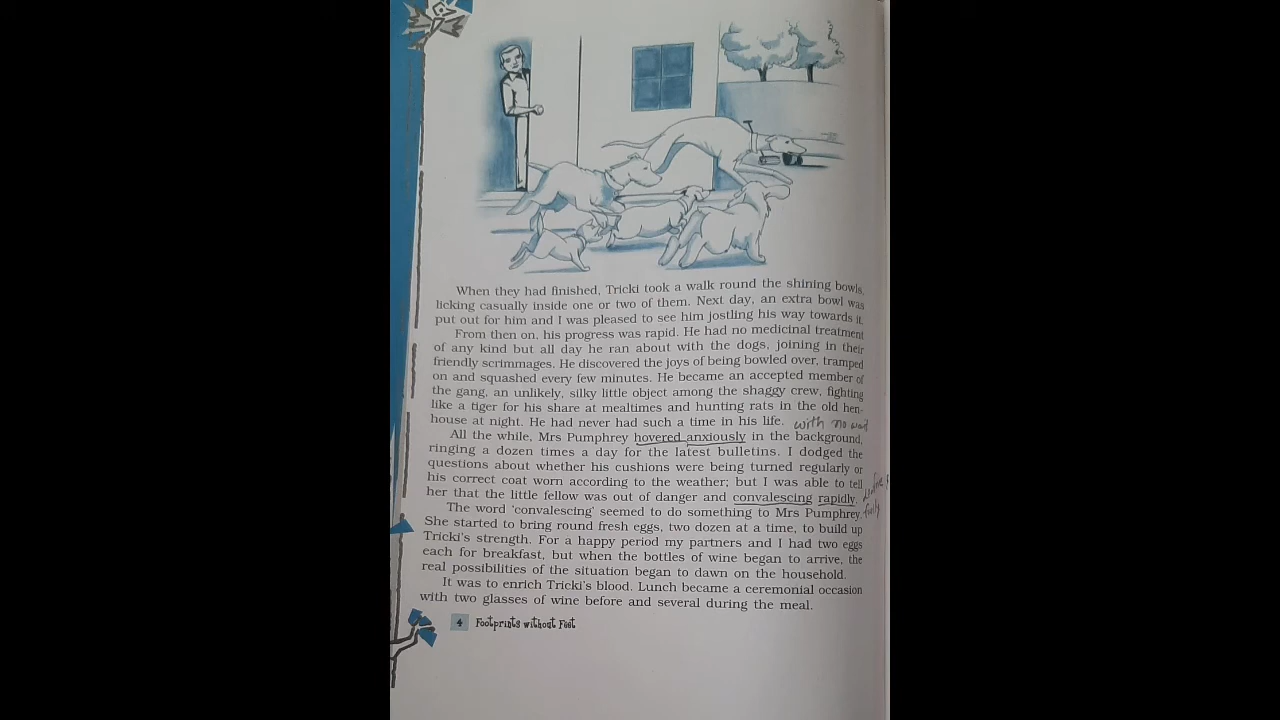 When they had finished, Tricki took a walk round the shining bowls,
licking casually inside one or two of them. Next day, an extra bowl was
put out for him and I was pleased to see him jostling his way towards it.
From then on, his progress was rapid. He had no medicinal treatment
of any kind but all day he ran about with the dogs, joining in their
friendly scrimmages. He discovered the joys of being bowled over, tramped
on and squashed every few minutes. He became an accepted member of
the gang, an unlikely, silky little object among the shaggy crew, fighting
like a tiger for his share at mealtimes and hunting rats in the old hen-
house at night. He had never had such a time in his life.
with no
All the while, Mrs Pumphrey hovered anxiously in the background,
ringing a dozen times a day for the latest bulletins. I dodged the
questions about whether his cushions were being turned regularly or
his correct coat worn according to the weather; but I was able to tell
her that the little fellow was out of danger and convalescing rapidly.
The word ‘convalescing’ seemed to do something to Mrs Pumphrey.
She started to bring round fresh eggs, two dozen at a time, to build up
Tricki's strength. For a happy period my partners and I had two eggs
each for breakfast, but when the bottles of wine began to arrive, the
real possibilities of the situation began to dawn on the household.
It was to enrich Tricki's blood. Lunch became a ceremonial occasion
with two glasses of wine before and several during the meal.
4 Footprints without Feet